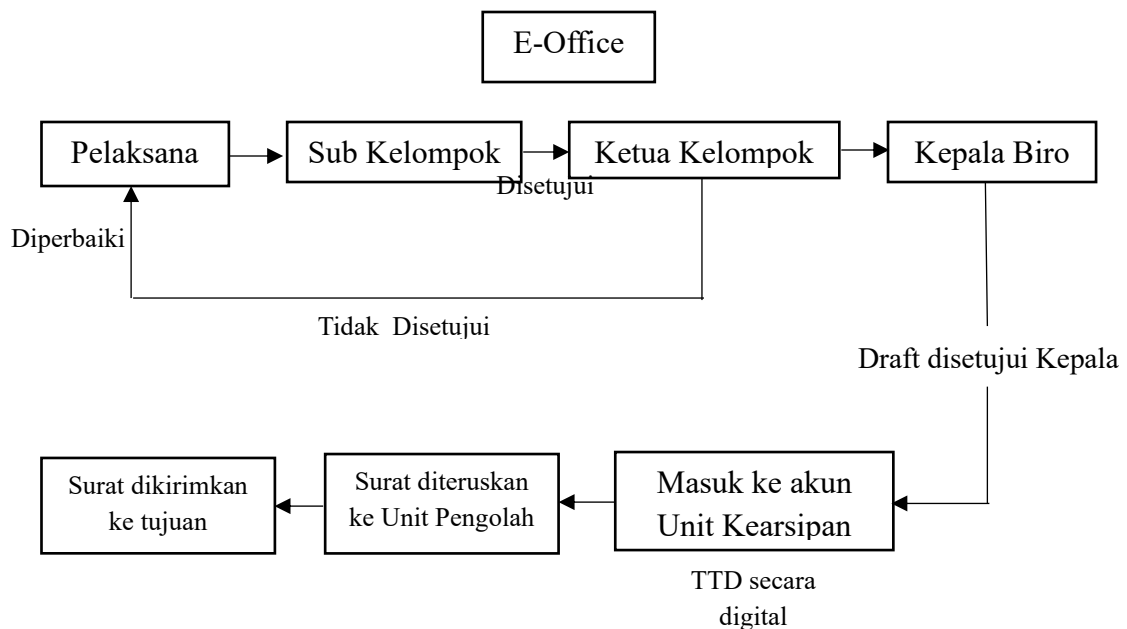 E-Office
Pelaksana
Sub Kelompok
Ketua Kelompok
Kepala Biro
Disetujui
Diperbaiki
Tidak Disetujui
Draft disetujui Kepala
Surat dikirimkan
ke tujuan
Surat diteruskan
ke Unit Pengolah
Masuk ke akun
Unit Kearsipan
TTD secara
digital